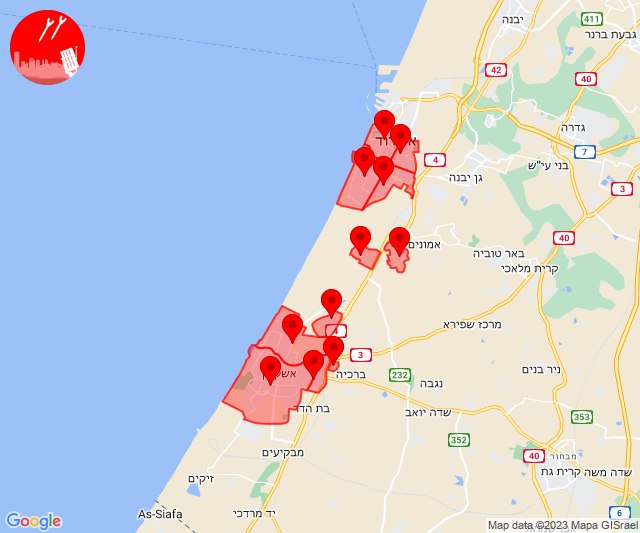 יבנה
411
גבעת ברנר
42
40
גדרה
7
4
בני עי"ש
גן יבנה
3
40
אמונים
באר טוביה
קרית מלאכי
מרכז שפירא
4
3
ניר בנים
232
נגבה
ברכיה
שדה יואב
353
בת הדר
352
40
מבחור
מבקיעים
שדה משה
קרית גת
זיקים
As-Siafa
יד מרדכי
6
Google
Map data ©2023 Mapa GISrael